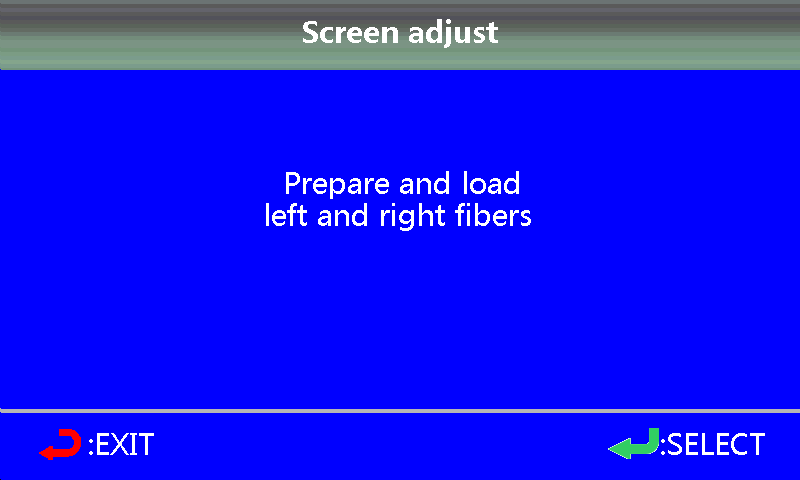 Screen adjust
Prepare and load
left and right fibers
:EXIT
:SELECT